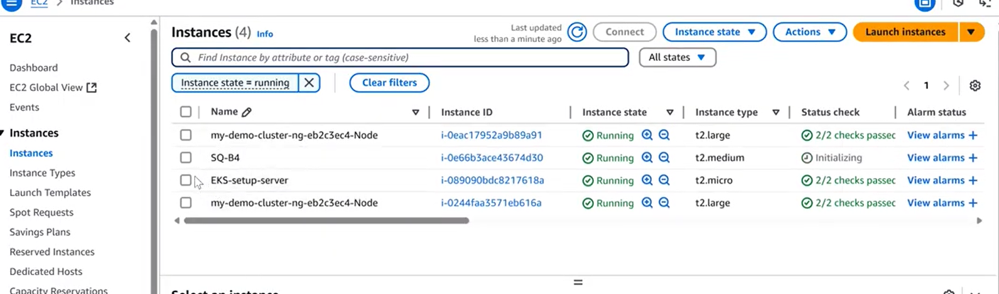 EC2 > Instances
EC2
Dashboard
EC2 Global View
Events
Instances
Instances
Instance Types
Launch Templates
Spot Requests
Savings Plans
Reserved Instances
Dedicated Hosts
Capacity Reservations
Instances (4) Info
Last updated
less than a minute ago
Connect
Instance state
Actions
Launch instances
Find Instance by attribute or tag (case-sensitive)
All states
Instance state = running
Clear filters
1
Name Instance ID Instance state Instance type Status check Alarm status
my-demo-cluster-ng-eb2c3ec4-Node i-0eac17952a9b89a91 Running t2.large 2/2 checks passec View alarms +
SQ-B4 i-0e66b3ace43674d30 Running t2.medium Initializing View alarms +
EKS-setup-server i-089090bdc8217618a Running t2.micro 2/2 checks passec View alarms +
my-demo-cluster-ng-eb2c3ec4-Node i-0244faa3571eb616a Running t2.large 2/2 checks passec View alarms +
Select an instance